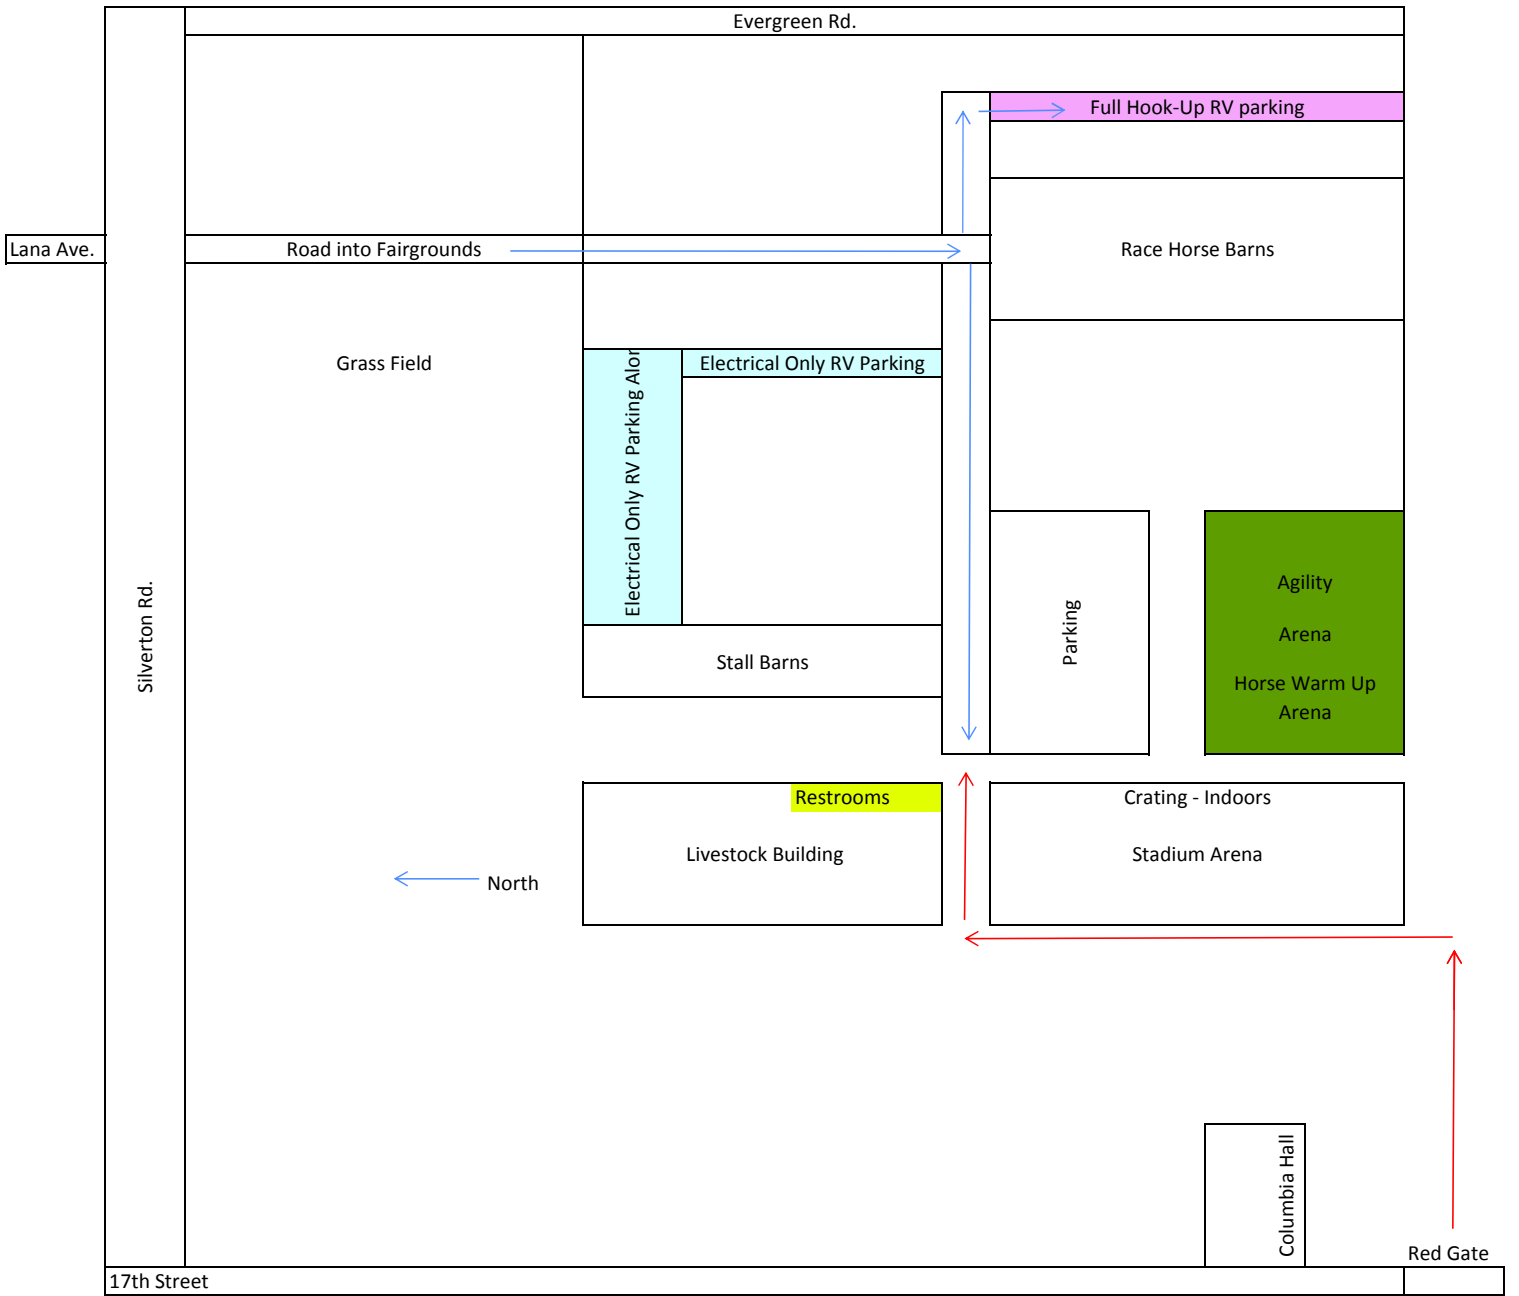 Evergreen Rd.
Full Hook-Up RV parking
Lana Ave.
Road into Fairgrounds
Race Horse Barns
Grass Field
Electrical Only RV Parking Alor
Electrical Only RV Parking
Silverton Rd.
Stall Barns
Parking
Agility
Arena
Horse Warm Up
Arena
Restrooms
Livestock Building
Crating - Indoors
Stadium Arena
North
Columbia Hall
Red Gate
17th Street